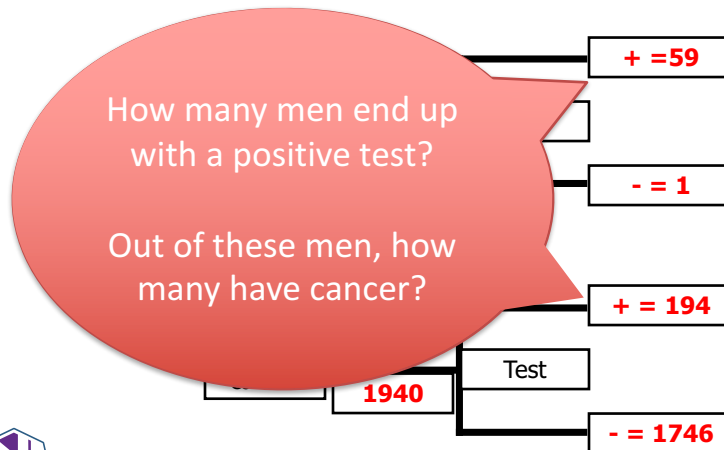 + =59
How many men end up
with a positive test?
- = 1
Out of these men, how
many have cancer?
+ = 194
Test
1940
- = 1746